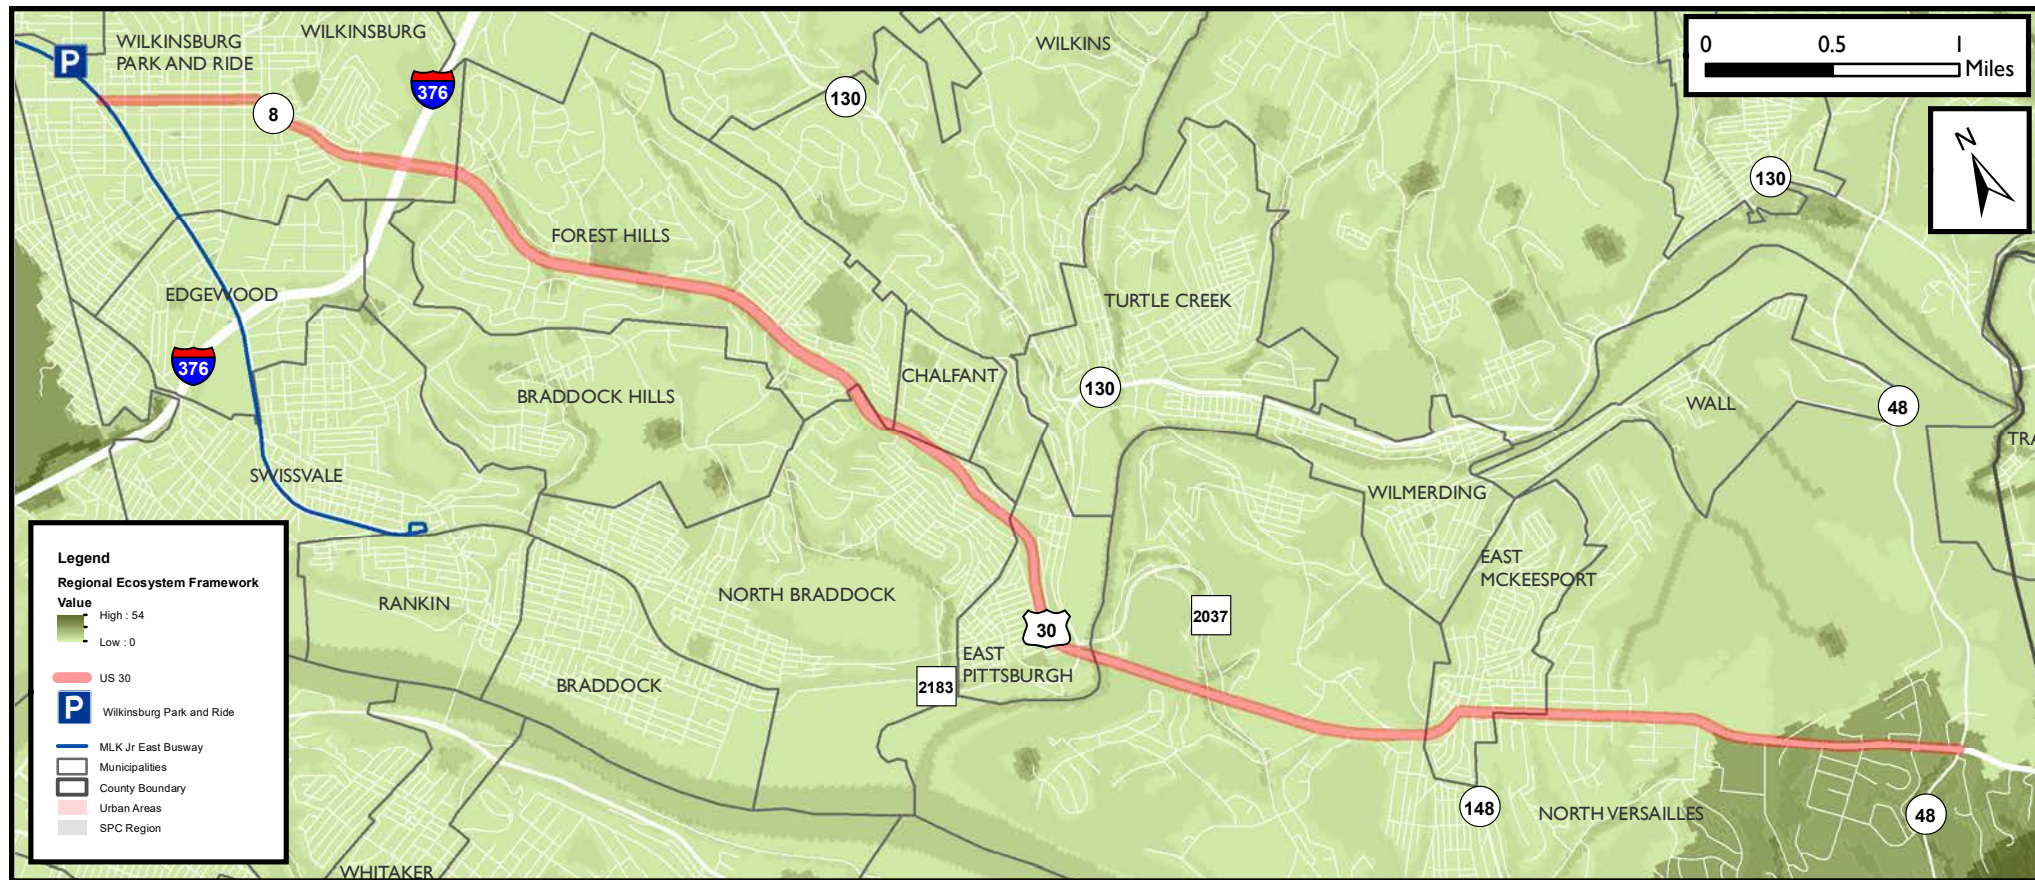 WILKINSBURG
PARK AND RIDE
WILKINSBURG
WILKINS
0 0.5 1
Miles
N
P
8
376
130
130
FOREST HILLS
EDGEWOOD
TURTLE CREEK
376
CHALFANT
130
BRADDOCK HILLS
WALL
48
TRA
SWISSVALE
WILMERDING
EAST
MCKEESPORT
RANKIN
NORTH BRADDOCK
2037
30
EAST
PITTSBURGH
2183
BRADDOCK
148
NORTH VERSAILLES
48
WHITAKER
Legend
Regional Ecosystem Framework
Value
High : 54
Low : 0
US 30
P Wilkinsburg Park and Ride
MLK Jr East Busway
Municipalities
County Boundary
Urban Areas
SPC Region